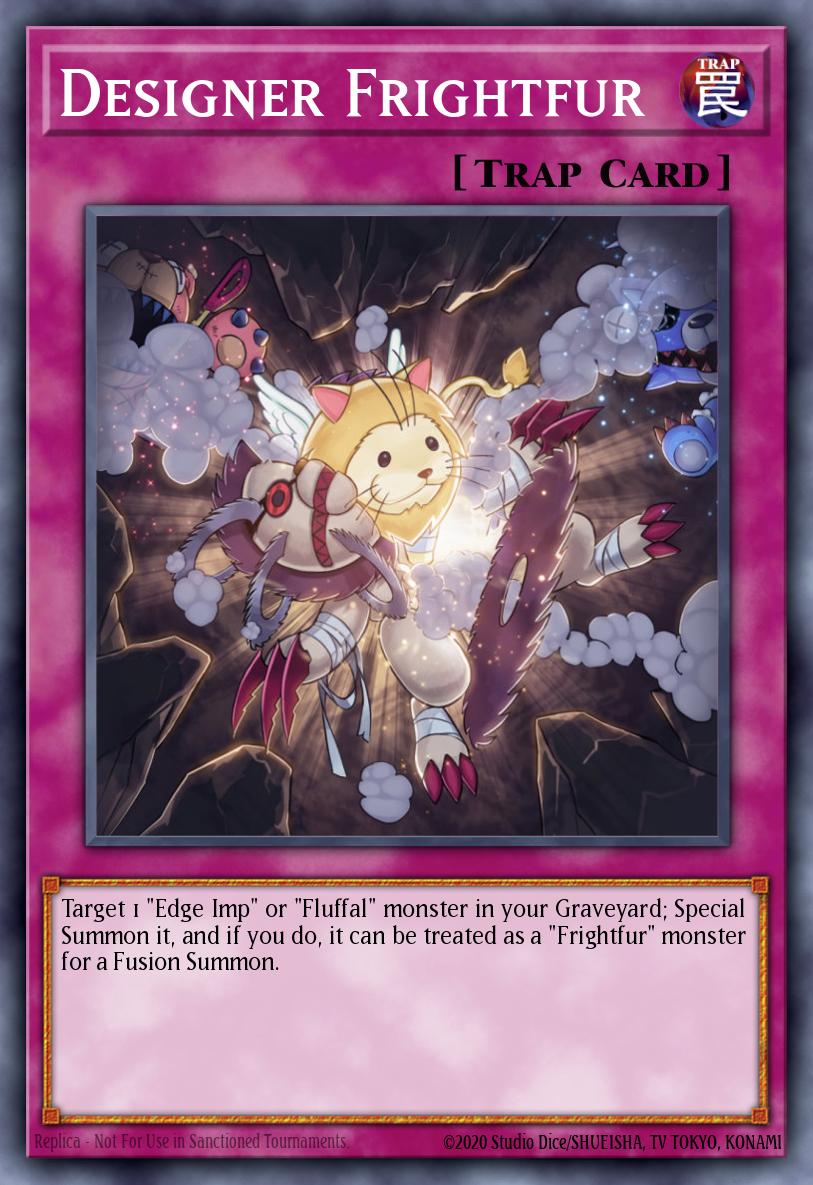 Designer Frightfur
TRAP
罠
[Trap Card]
Target 1 "Edge Imp" or "Fluffal" monster in your Graveyard; Special
Summon it, and if you do, it can be treated as a "Frightfur" monster
for a Fusion Summon.
Replica - Not For Use in Sanctioned Tournaments.
©2020 Studio Dice/SHUEISHA, TV TOKYO, KONAMI